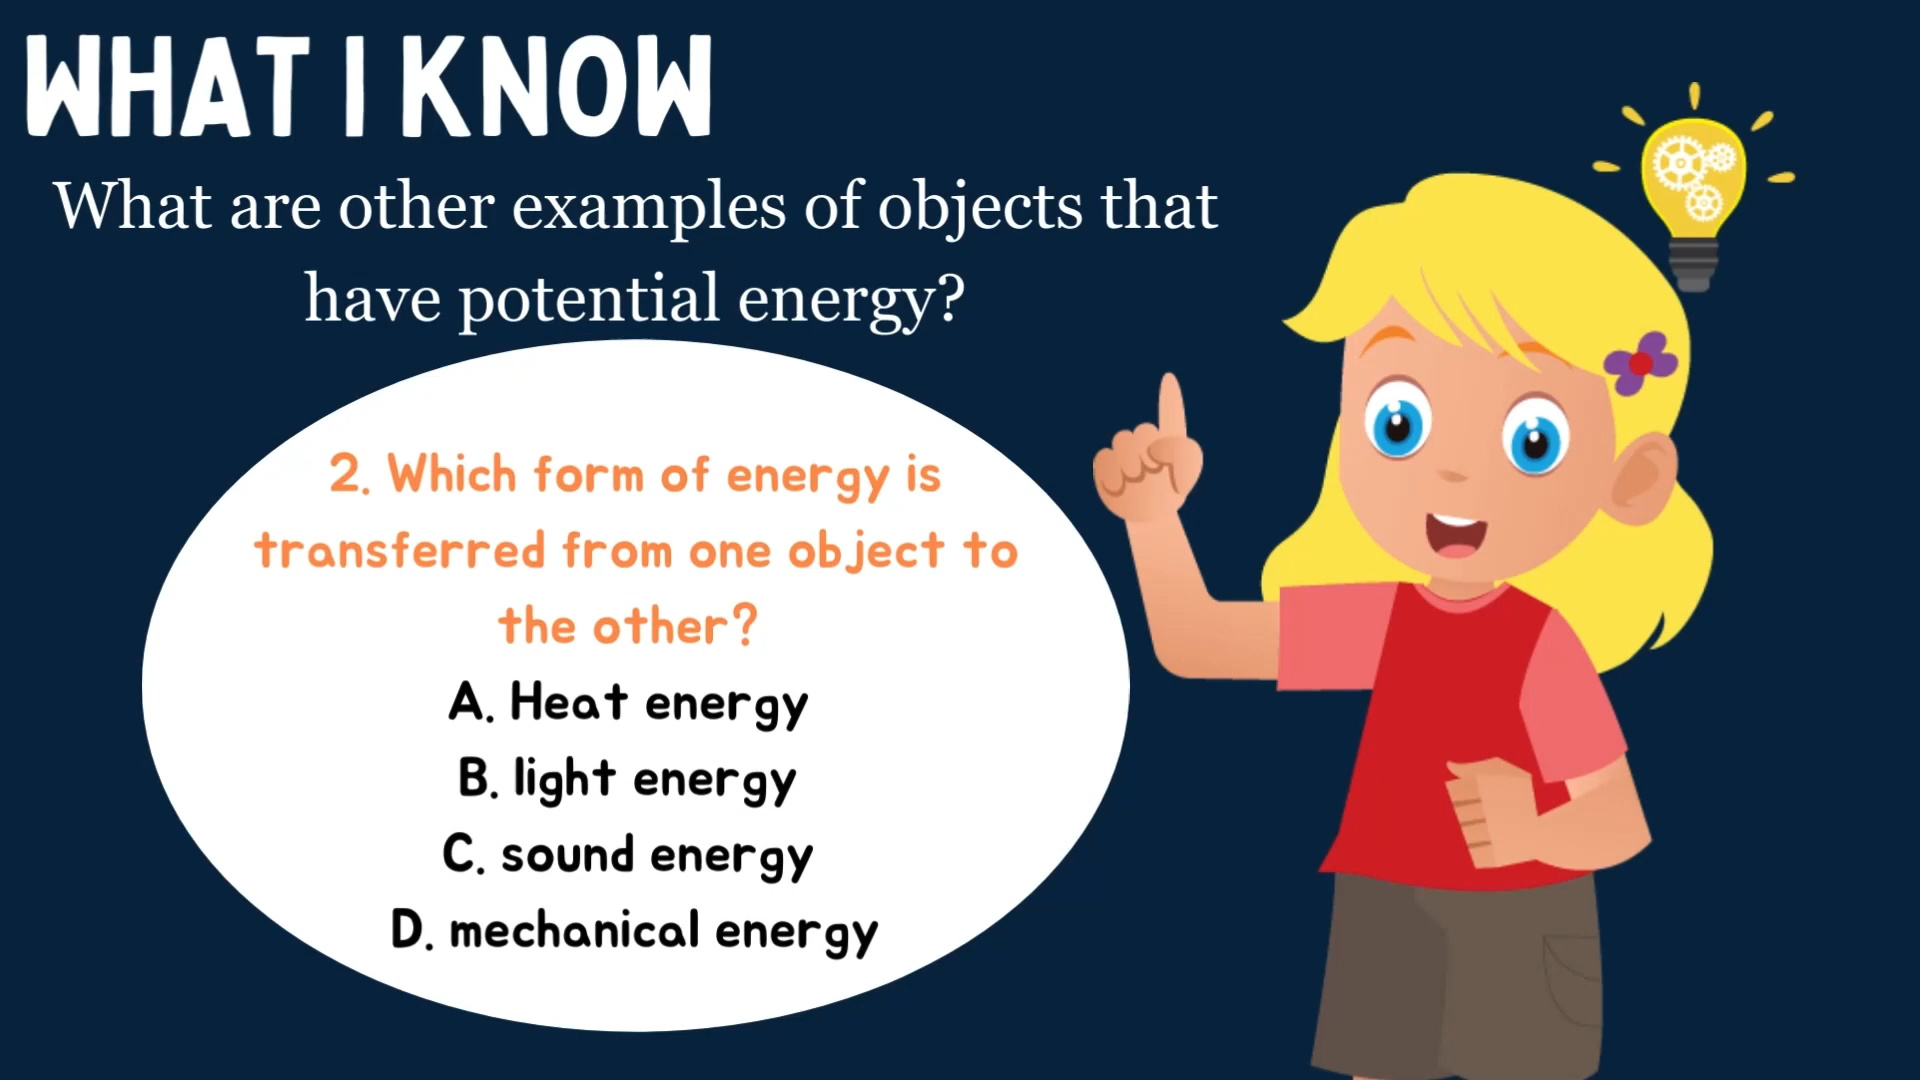 WHAT I KNOW
What are other examples of objects that
have potential energy?
2. Which form of energy is
transferred from one object to
the other?
A. Heat energy
B. light energy
C. sound energy
D. mechanical energy